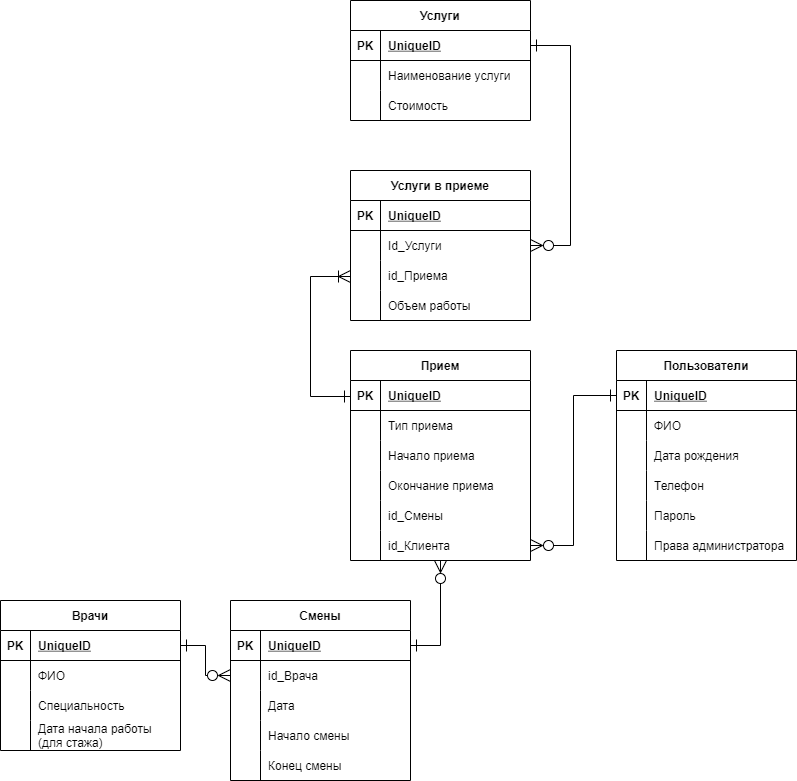 Услуги
PK UniqueID
Наименование услуги
Стоимость
Услуги в приеме
PK UniqueID
Id_Услуги
id_Приема
Объем работы
Прием
PK UniqueID
Тип приема
Начало приема
Окончание приема
id_Смены
id_Клиента
Пользователи
PK UniqueID
ФИО
Дата рождения
Телефон
Пароль
Права администратора
Врачи
PK UniqueID
ФИО
Специальность
Дата начала работы
(для стажа)
Смены
PK UniqueID
id_Врача
Дата
Начало смены
Конец смены